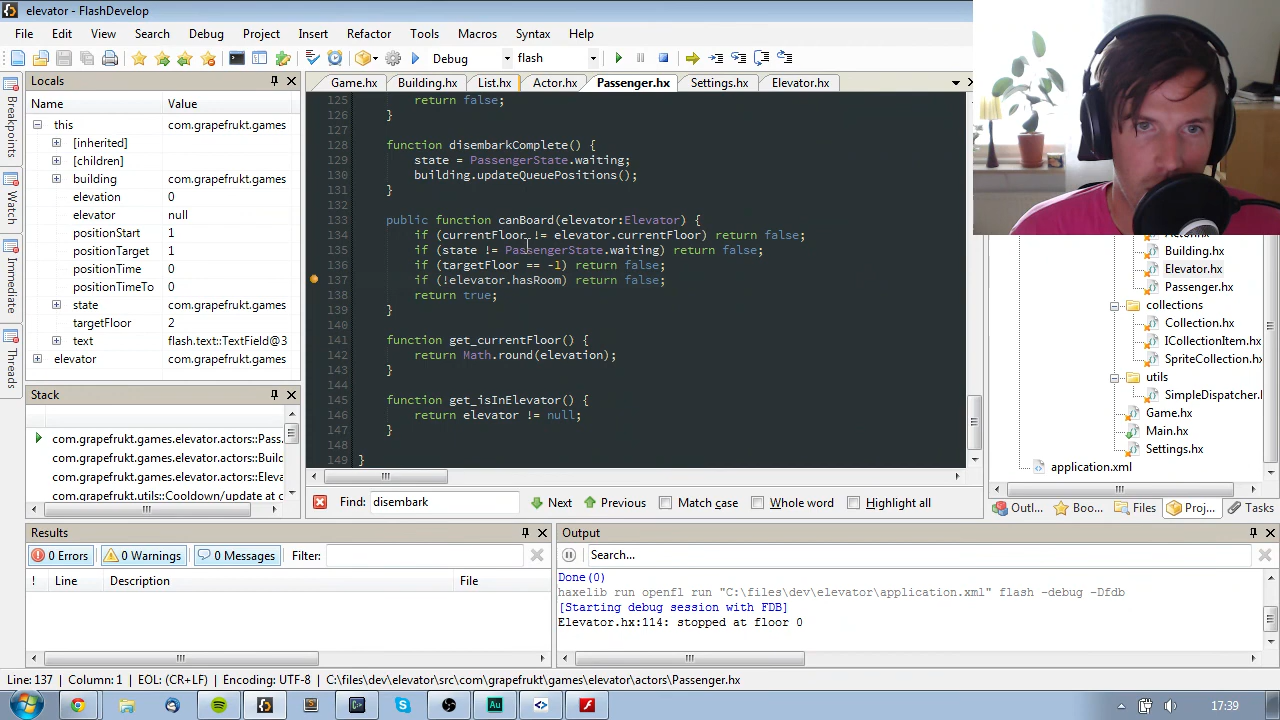 elevator - FlashDevelop
File Edit View Search Debug Project Insert Refactor Tools Macros Syntax Help
Debug flash
Locals
Game.hx Building.hx List.hx Actor.hx Passenger.hx Settings.hx Elevator.hx
Breakpoints
Watch
Threads
Name Value
this com.grapefrukt.games
[inherited]
[children]
building com.grapefrukt.games
elevation 0
elevator null
positionStart 1
positionTarget 1
positionTime 0
positionTimeTo 0
state com.grapefrukt.games
targetFloor 2
text flash.text::TextField@3
elevator com.grapefrukt.games
Stack
com.grapefrukt.games.elevator.actors::Pass
com.grapefrukt.games.elevator.actors::Buil
com.grapefrukt.games.elevator.actors::Eleva
com.grapefrukt.utils::Cooldown/update at c
125 return false;
126 }
127
128 function disembarkComplete() {
129 state = PassengerState.waiting;
130 building.updateQueuePositions();
131 }
132
133 public function canBoard(elevator:Elevator) {
134 if (currentFloor != elevator.currentFloor) return false;
135 if (state != PassengerState.waiting) return false;
136 if (targetFloor == -1) return false;
137 if (!elevator.hasRoom) return false;
138 return true;
139 }
140
141 function get_currentFloor() {
142 return Math.round(elevation);
143 }
144
145 function get_isInElevator() {
146 return elevator != null;
147 }
148
149 }
Building.hx
Elevator.hx
Passenger.hx
collections
Collection.hx
ICollectionItem.hx
SpriteCollection.hx
utils
SimpleDispatcher.l
Game.hx
Main.hx
Settings.hx
application.xml
Find: disembark Next Previous Match case Whole word Highlight all
Outl... Boo... Proj... Files Tasks
Results
0 Errors 0 Warnings 0 Messages Filter:
! Line Description File
Output
Search...
Done(0)
haxelib run openfl run "C:\files\dev\elevator\application.xml" flash -debug -Dfdb
[Starting debug session with FDB]
Elevator.hx:114: stopped at floor 0
Line: 137 Column: 1 EOL: (CR+LF) Encoding: UTF-8 C:\files\dev\elevator\src\com\grapefrukt\elevator\actors\Passenger.hx
Au
17:39